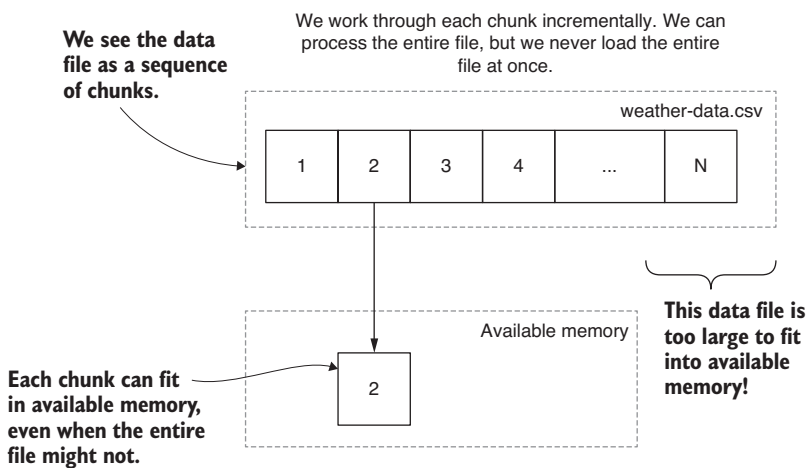 We work through each chunk incrementally. We can
process the entire file, but we never load the entire
file at once.
We see the data
file as a sequence
of chunks.
weather-data.csv
1 2 3 4 ... N
This data file is
too large to fit
into available
memory!
Available memory
2
Each chunk can fit
in available memory,
even when the entire
file might not.